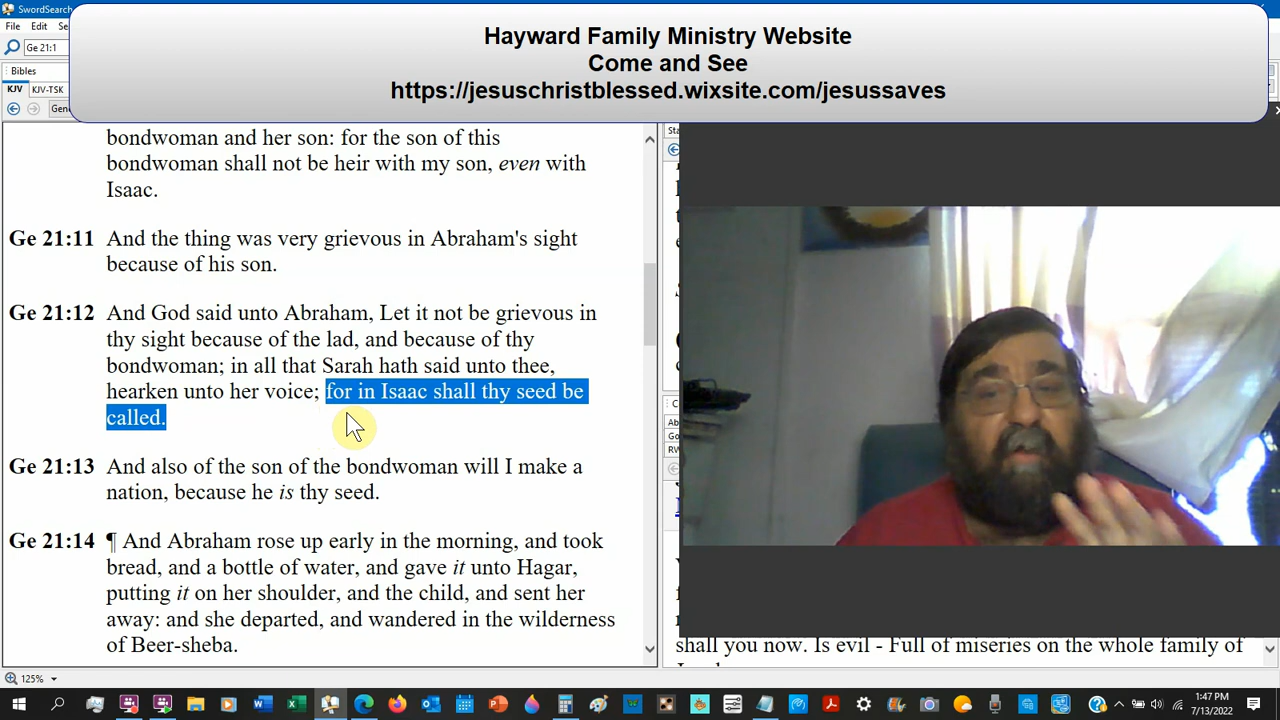 SwordSearch
Hayward Family Ministry Website
Come and See
https://jesuschristblessed.wixsite.com/jesussaves
File Edit
Ge 21:1
Bibles
KJV KJV-TSK
bondwoman and her son: for the son of this
bondwoman shall not be heir with my son, even with
Isaac.
Ge 21:11 And the thing was very grievous in Abraham's sight
because of his son.
Ge 21:12 And God said unto Abraham, Let it not be grievous in
thy sight because of the lad, and because of thy
bondwoman; in all that Sarah hath said unto thee,
hearken unto her voice; for in Isaac shall thy seed be
called.
Ge 21:13 And also of the son of the bondwoman will I make a
nation, because he is thy seed.
Ge 21:14 ¶ And Abraham rose up early in the morning, and took
bread, and a bottle of water, and gave it unto Hagar,
putting it on her shoulder, and the child, and sent her
away: and she departed, and wandered in the wilderness
of Beer-sheba.
shall you now. Is evil - Full of miseries on the whole family of
125%
1:47 PM
7/13/2022